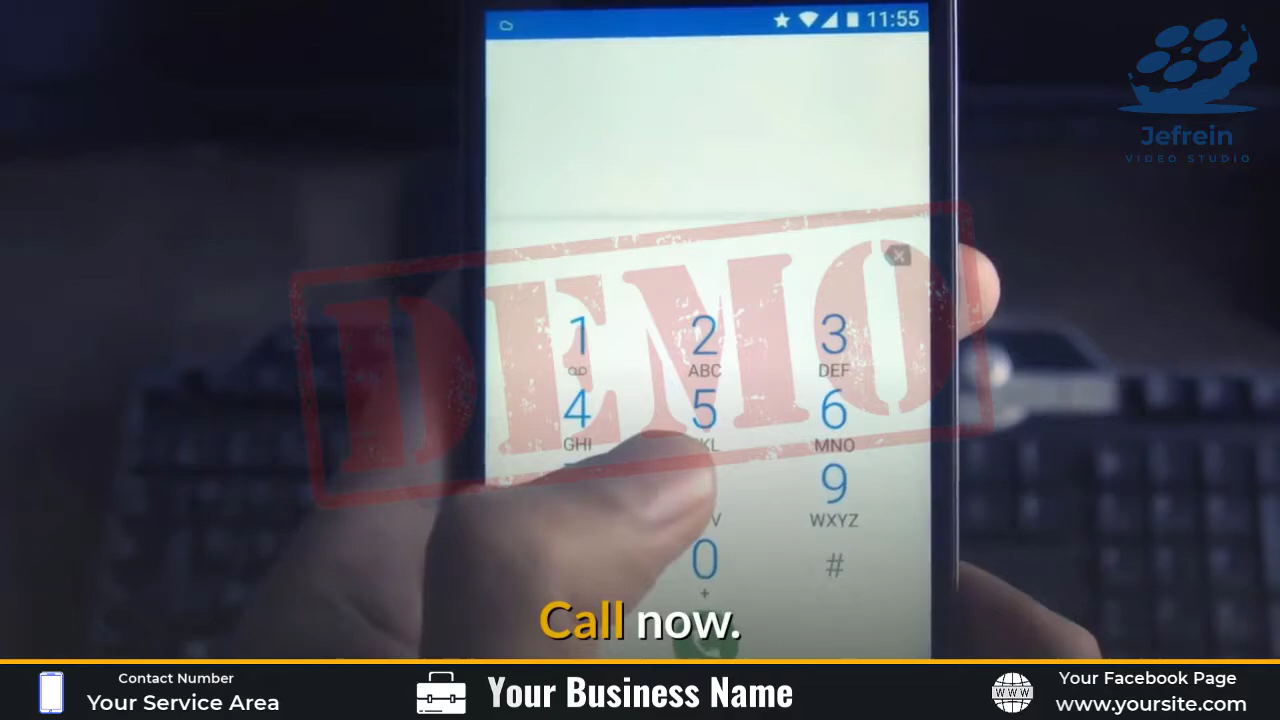 11:55
Jefrein
VIDEO STUDIO
DEMO
1
2
ABC
3
DEF
4
GHI
5
KL
6
MNO
V
9
WXYZ
0
+
#
Call now.
Contact Number
Your Service Area
Your Business Name
WWW
Your Facebook Page
www.yoursite.com